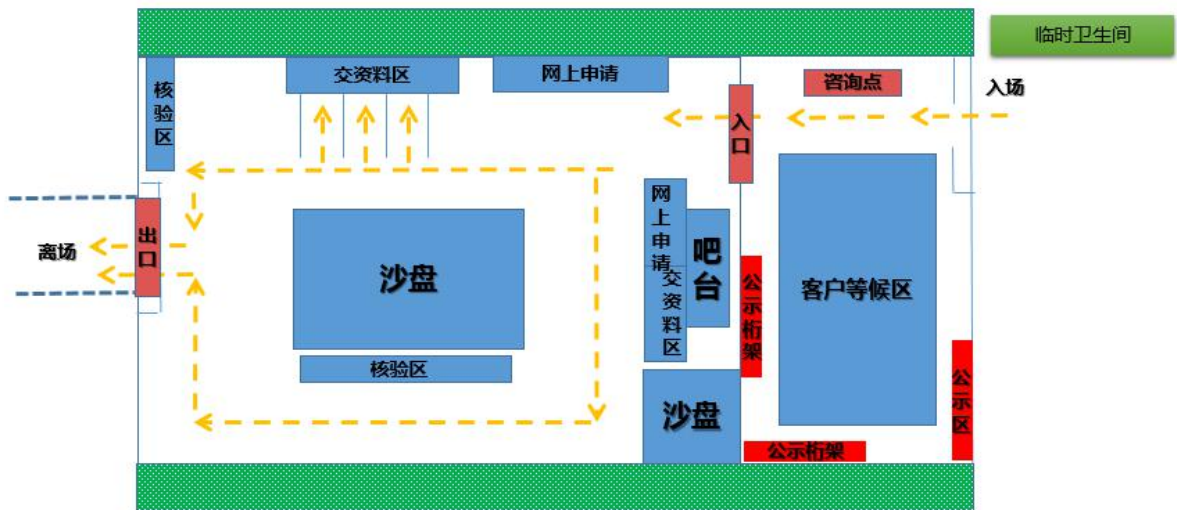 临时卫生间
核验区
交资料区
网上申请
咨询点
入场
入口
网上申请
吧台
交资料区
出口
离场
沙盘
核验区
公示桁架
客户等候区
公示区
沙盘
公示桁架